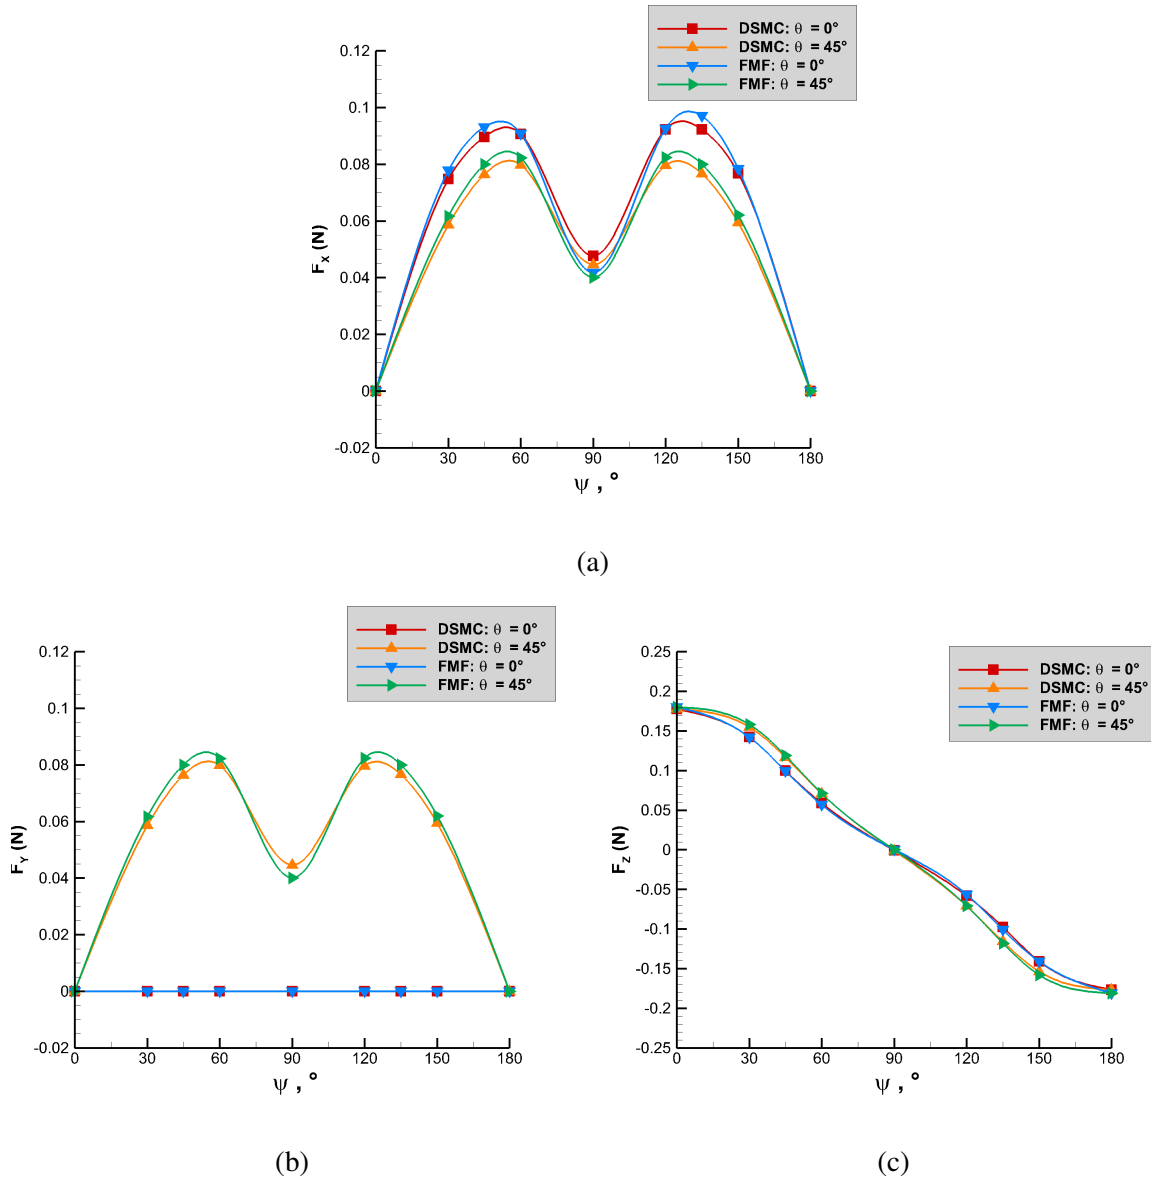 DSMC: θ = 0°
DSMC: θ = 45°
FMF: θ = 0°
FMF: θ = 45°
0.12
0.1
0.08
0.06
0.04
0.02
0
-0.02
F_X (N)
0 30 60 90 120 150 180
ψ , °
(a)
DSMC: θ = 0°
DSMC: θ = 45°
FMF: θ = 0°
FMF: θ = 45°
0.12
0.1
0.08
0.06
0.04
0.02
0
-0.02
F_Y (N)
0 30 60 90 120 150 180
ψ , °
(b)
DSMC: θ = 0°
DSMC: θ = 45°
FMF: θ = 0°
FMF: θ = 45°
0.25
0.2
0.15
0.1
0.05
0
-0.05
-0.1
-0.15
-0.2
-0.25
F_Z (N)
0 30 60 90 120 150 180
ψ , °
(c)